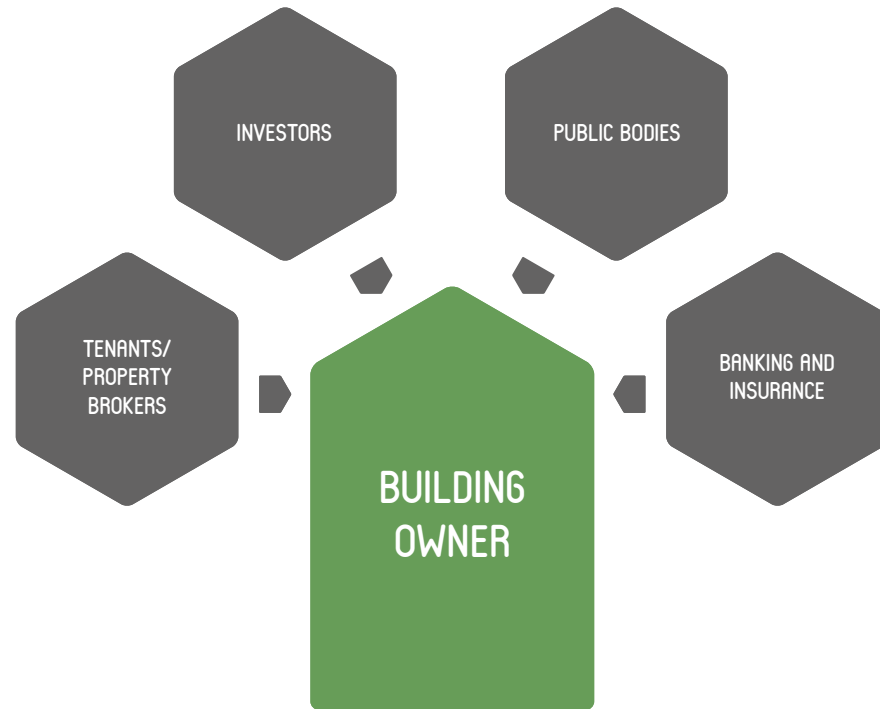 INVESTORS
PUBLIC BODIES
TENANTS/
PROPERTY
BROKERS
BANKING AND
INSURANCE
BUILDING
OWNER